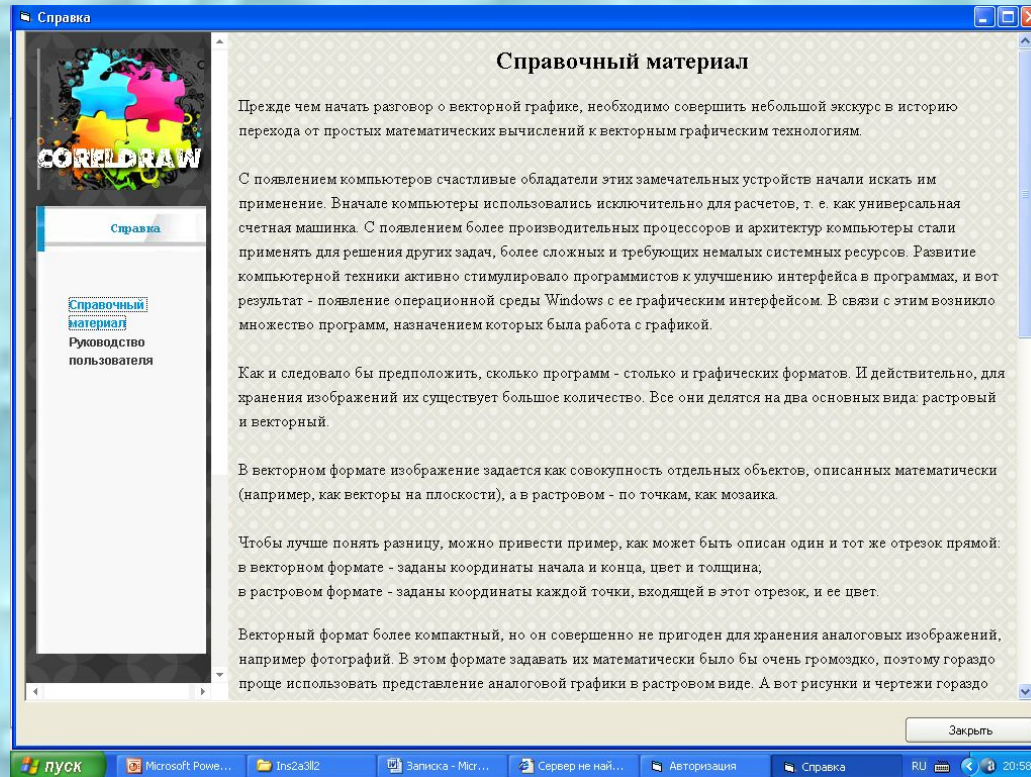 Справка
CORELDRAW
Справка
Справочный
материал
Руководство
пользователя
Справочный материал
Прежде чем начать разговор о векторной графике, необходимо совершить небольшой экскурс в историю
перехода от простых математических вычислений к векторным графическим технологиям.
С появлением компьютеров счастливые обладатели этих замечательных устройств начали искать им
применение. Вначале компьютеры использовались исключительно для расчетов, т. е. как универсальная
счетная машинка. С появлением более производительных процессоров и архитектур компьютеры стали
применять для решения других задач, более сложных и требующих немалых системных ресурсов. Развитие
компьютерной техники активно стимулировало программистов к улучшению интерфейса в программах, и вот
результат - появление операционной среды Windows с ее графическим интерфейсом. В связи с этим возникло
множество программ, назначением которых была работа с графикой.
Как и следовало бы предположить, сколько программ - столько и графических форматов. И действительно, для
хранения изображений их существует большое количество. Все они делятся на два основных вида: растровый
и векторный.
В векторном формате изображение задается как совокупность отдельных объектов, описанных математически
(например, как векторы на плоскости), а в растровом - по точкам, как мозаика.
Чтобы лучше понять разницу, можно привести пример, как может быть описан один и тот же отрезок прямой:
в векторном формате - заданы координаты начала и конца, цвет и толщина;
в растровом формате - заданы координаты каждой точки, входящей в этот отрезок, и ее цвет.
Векторный формат более компактный, но он совершенно не пригоден для хранения аналоговых изображений,
например фотографий. В этом формате задавать их математически было бы очень громоздко, поэтому гораздо
проще использовать представление аналоговой графики в растровом виде. А вот рисунки и чертежи гораздо
Закрыть
пуск
Microsoft Powe...
Ins2a3ll2
Записка - Micr...
Сервер не най...
Авторизация
Справка
RU
20:58